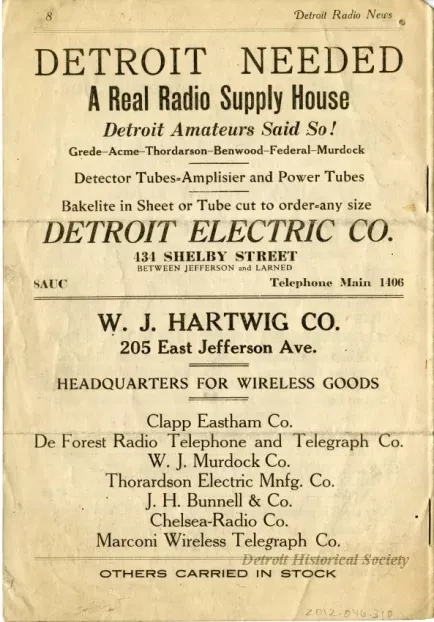 8
Detroit Radio News
DETROIT NEEDED
A Real Radio Supply House
Detroit Amateurs Said So!
Grede-Acme-Thordarson-Benwood-Federal-Murdock
Detector Tubes-Amplisier and Power Tubes
Bakelite in Sheet or Tube cut to order-any size
DETROIT ELECTRIC CO.
434 SHELBY STREET
BETWEEN JEFFERSON and LARNED
8AUC
Telephone Main 1406
W. J. HARTWIG CO.
205 East Jefferson Ave.
HEADQUARTERS FOR WIRELESS GOODS
Clapp Eastham Co.
De Forest Radio Telephone and Telegraph Co.
W. J. Murdock Co.
Thorardson Electric Mnfg. Co.
J. H. Bunnell & Co.
Chelsea-Radio Co.
Marconi Wireless Telegraph Co.
Detroit Historical Society
OTHERS CARRIED IN STOCK
2012.046.310